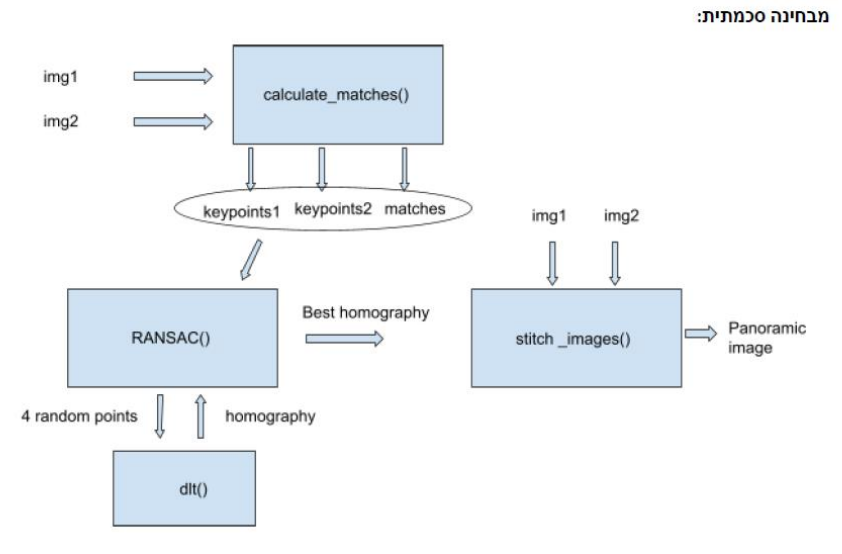 מבחינה סכמתית:
img1
calculate_matches()
img2
keypoints1 keypoints2 matches
img1 img2
Best homography
RANSAC()
stitch _images()
Panoramic
image
4 random points
homography
dlt()